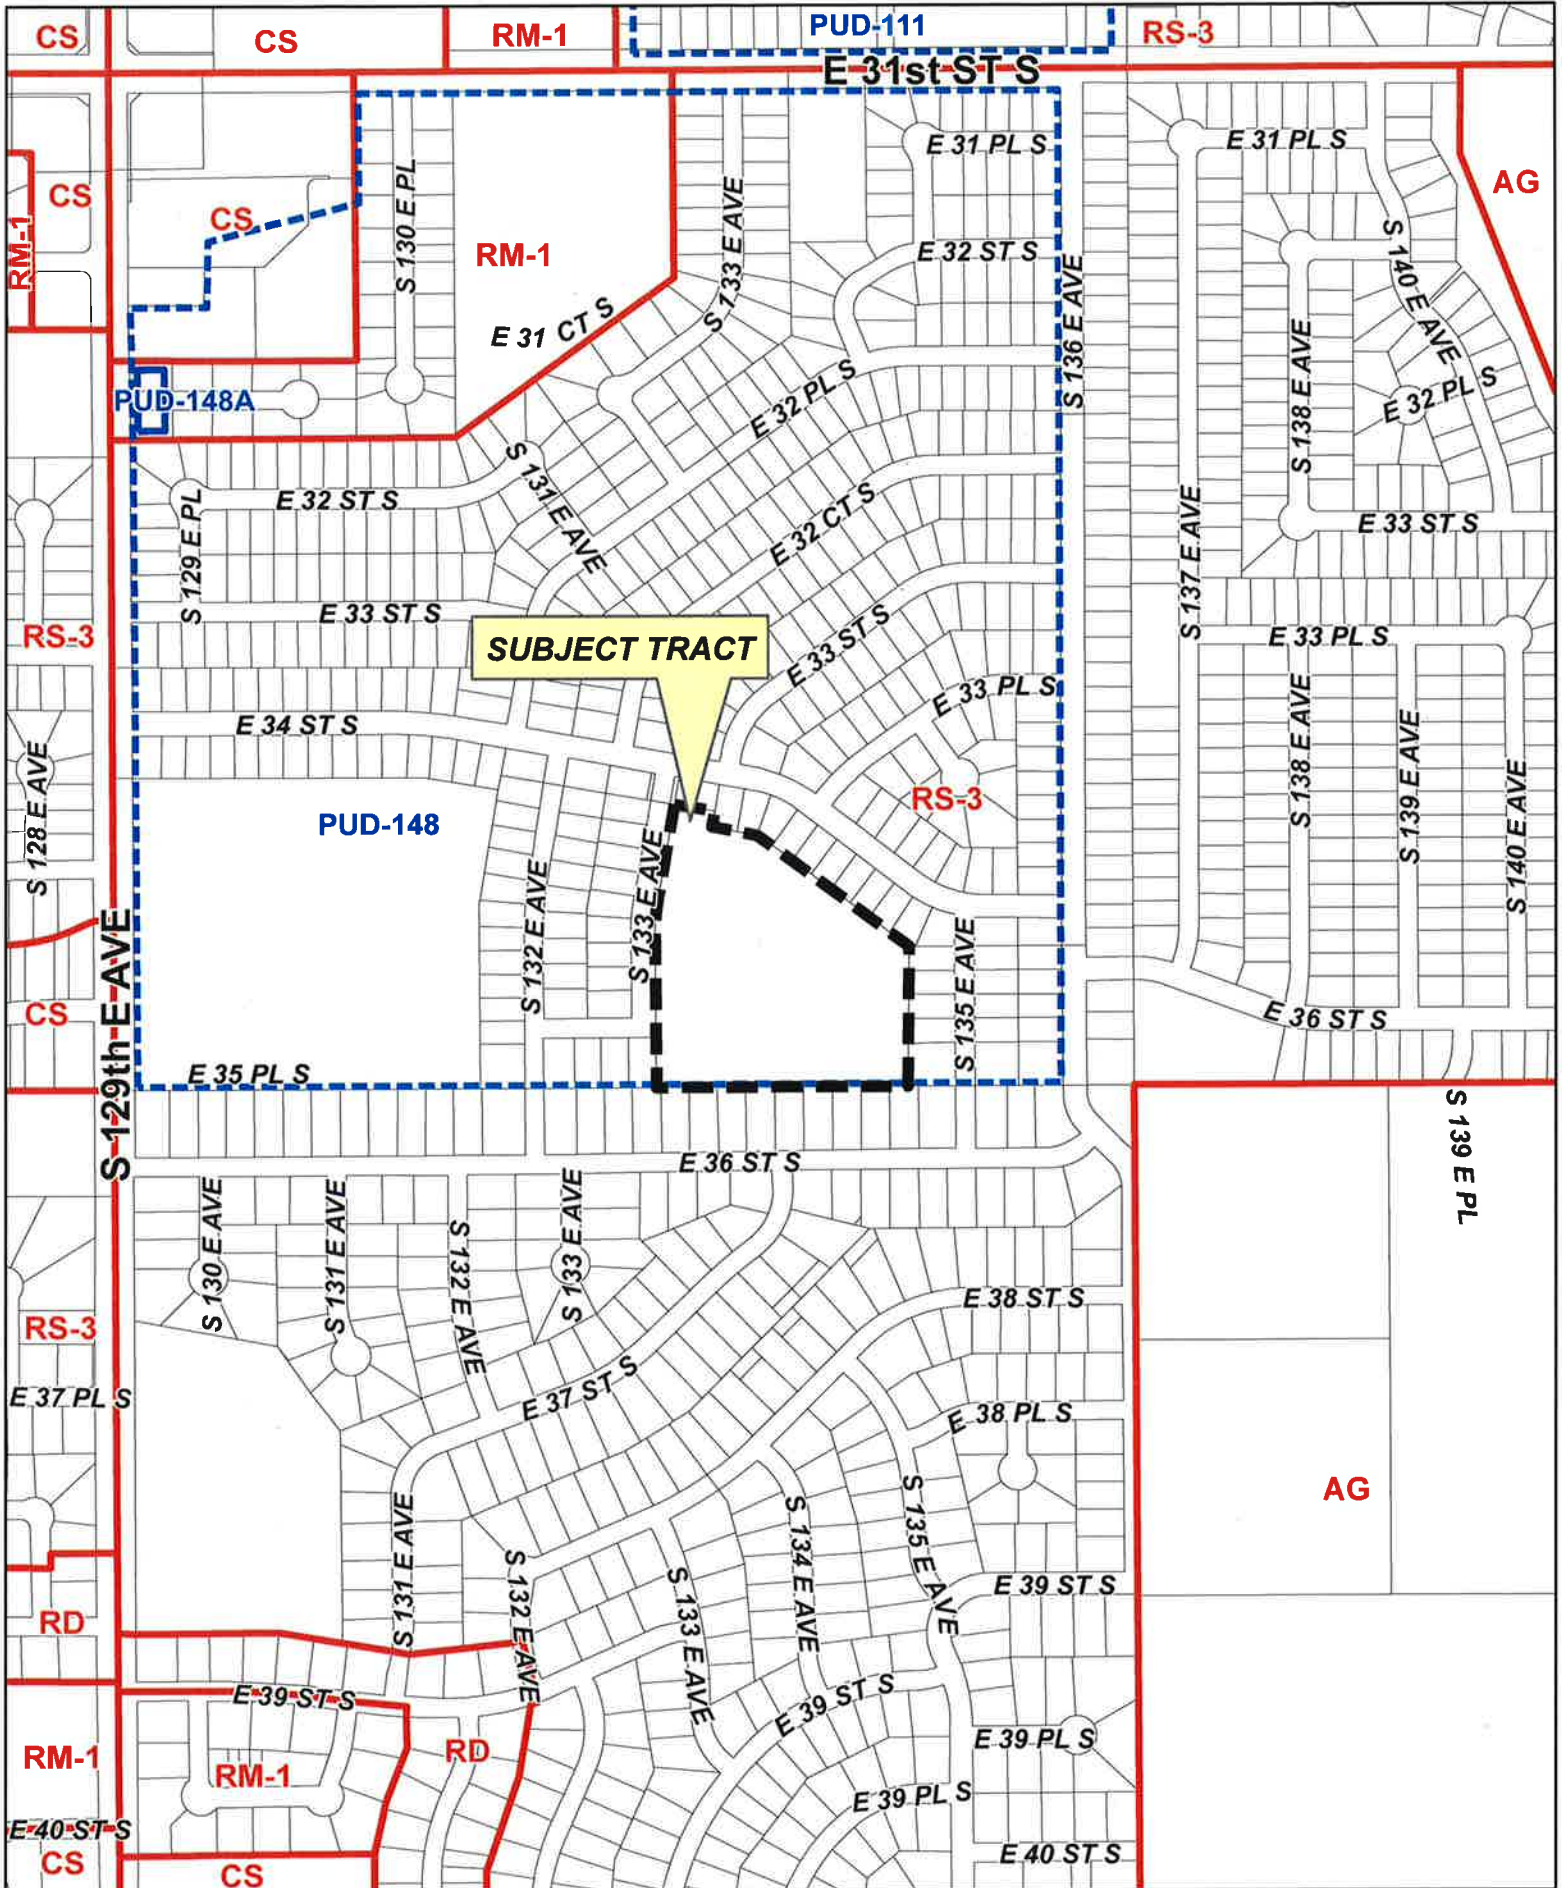 CS
CS
RM-1
PUD-111
RS-3
E 31st ST S
E 31 PL S
E 31 PL S
AG
CS
RM-1
CS
S 130 E PL
RM-1
S 133 E AVE
E 32 ST S
S 136 E AVE
S 140 E AVE
E 31 CT S
S 138 E AVE
E 32 PL S
E 32 PL S
PUD-148A
S 131 E AVE
E 32 ST S
S 129 E PL
E 32 CT S
S 137 E AVE
E 33 ST S
E 33 ST S
SUBJECT TRACT
E 33 ST S
RS-3
E 33 PL S
E 33 PL S
E 34 ST S
S 128 E AVE
S 138 E AVE
S 139 E AVE
S 140 E AVE
PUD-148
RS-3
S 133 E AVE
S 132 E AVE
S 135 E AVE
S 129th E AVE
CS
E 36 ST S
E 35 PL S
S 139 E PL
E 36 ST S
S 130 E AVE
S 131 E AVE
S 132 E AVE
S 133 E AVE
E 38 ST S
RS-3
E 37 PL S
E 37 ST S
E 38 PL S
AG
S 131 E AVE
S 132 E AVE
S 133 E AVE
S 134 E AVE
S 135 E AVE
E 39 ST S
RD
E 39 ST S
E 39 ST S
RM-1
RM-1
RD
E 39 PL S
E 39 PL S
E 40 ST S
CS
CS
E 40 ST S